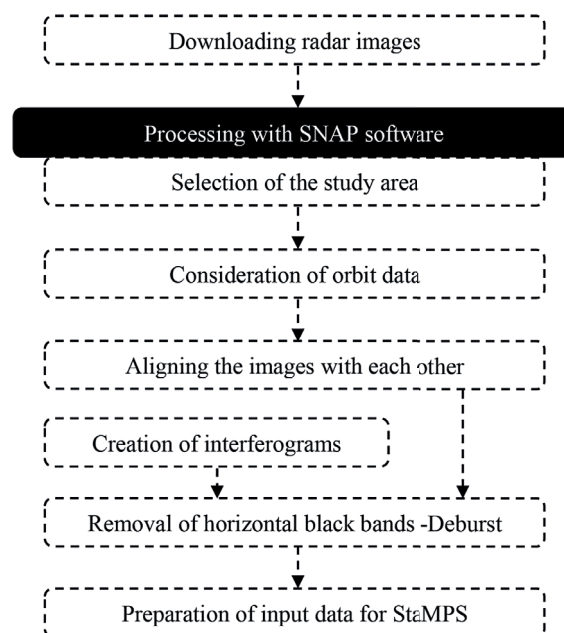 Downloading radar images
Processing with SNAP software
Selection of the study area
Consideration of orbit data
Aligning the images with each other
Creation of interferograms
Removal of horizontal black bands -Deburst
Preparation of input data for StaMPS